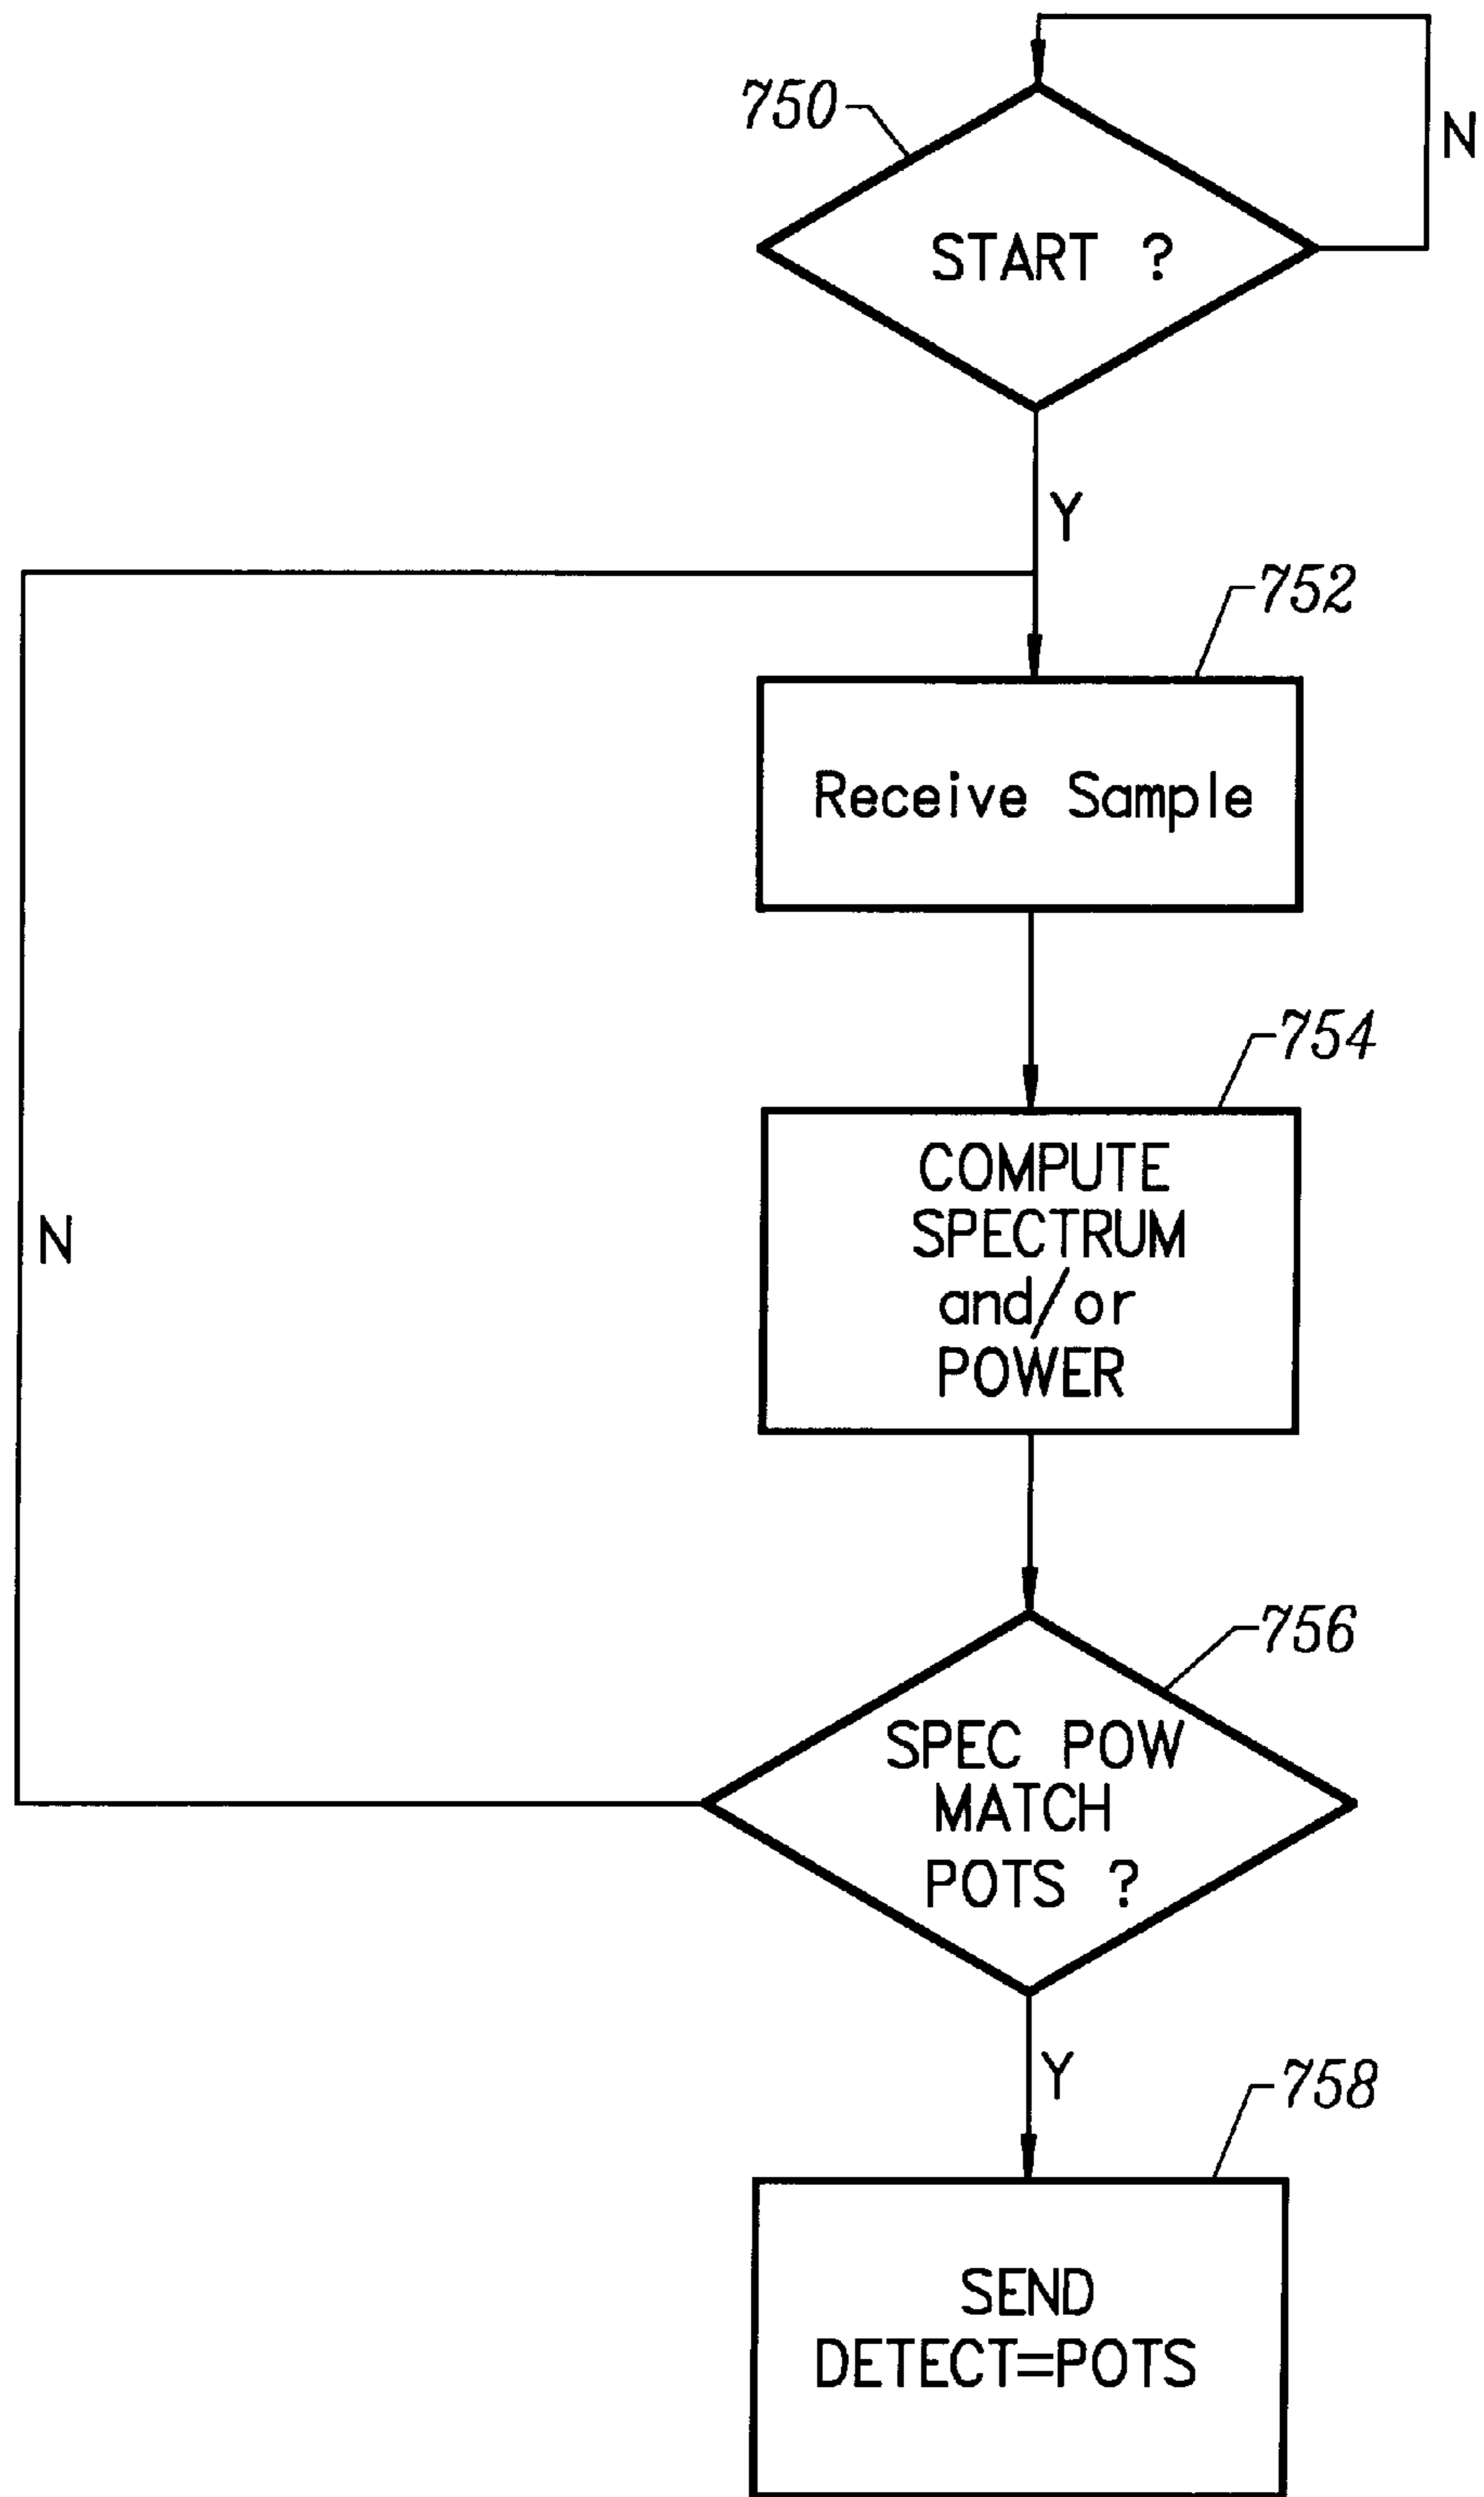 750
N
START ?
Y
752
Receive Sample
754
COMPUTE
SPECTRUM
and/or
POWER
N
756
SPEC POW
MATCH
POTS ?
Y
758
SEND
DETECT=POTS